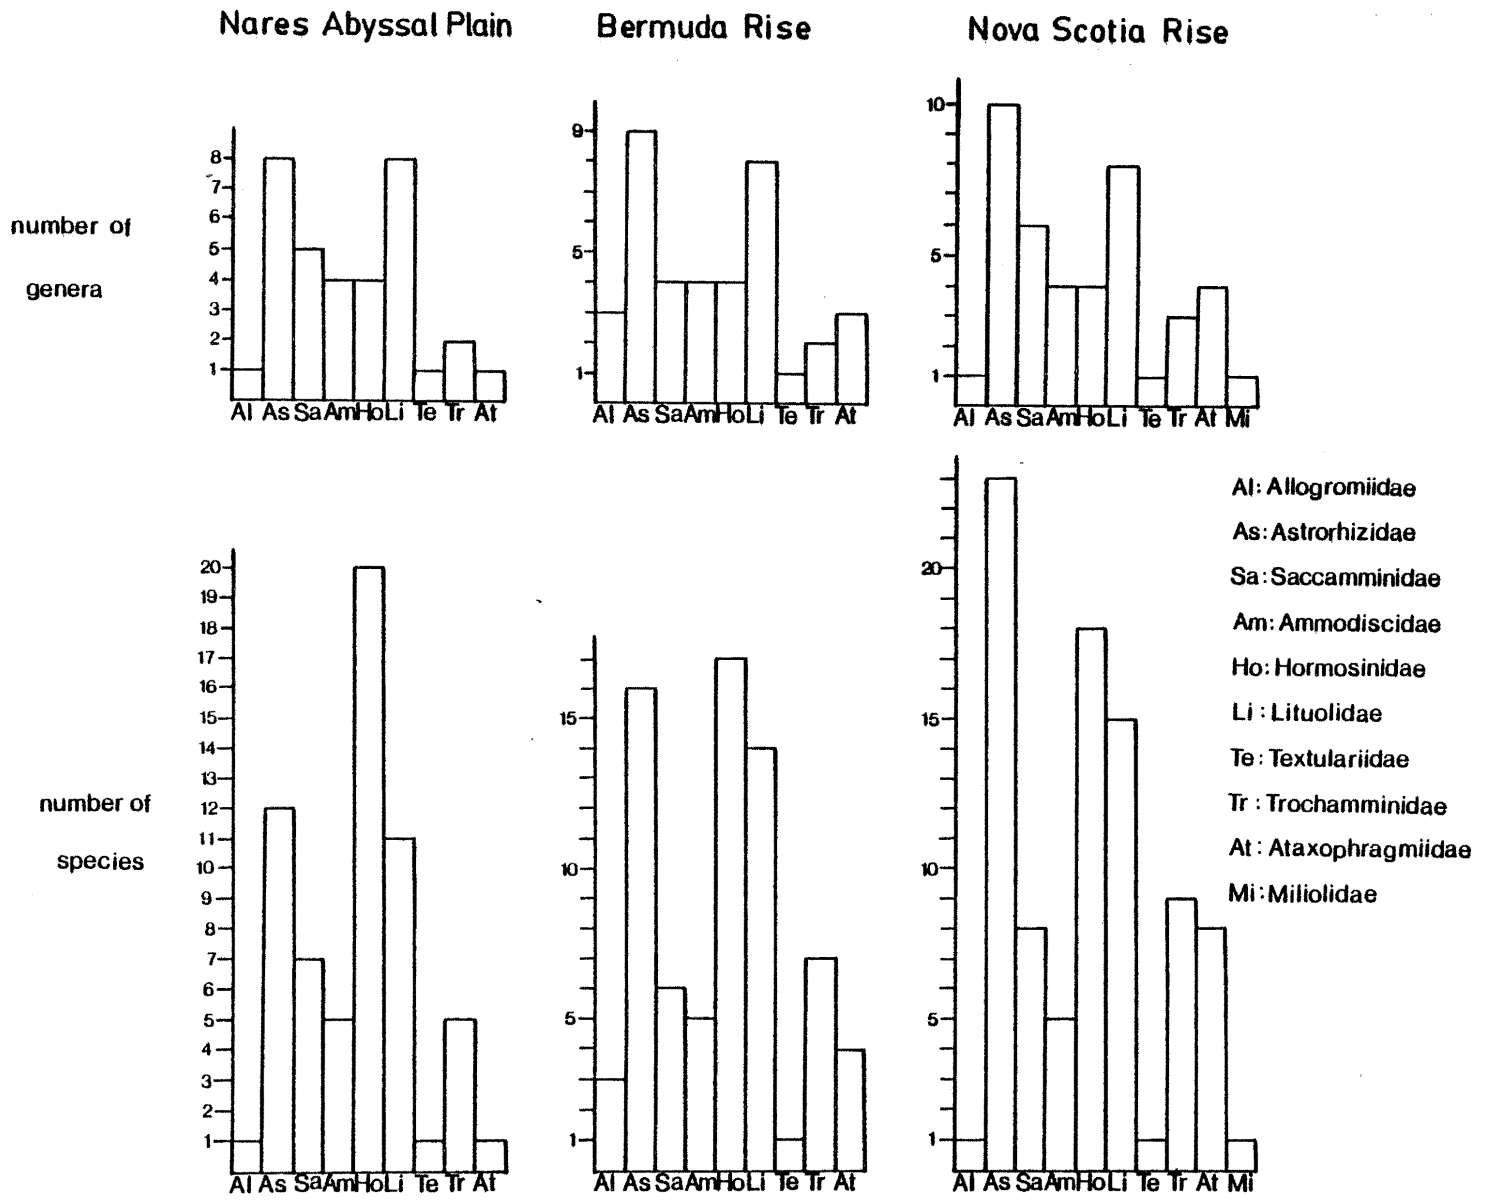 Nares Abyssal Plain
Bermuda Rise
Nova Scotia Rise
number of
genera
8
7
6
5
4
3
2
1
Al As Sa Am Ho Li Te Tr At
9
5
1
Al As Sa Am Ho Li Te Tr At
10
5
1
Al As Sa Am Ho Li Te Tr At Mi
number of
species
20
19
18
17
16
15
14
13
12
11
10
9
8
7
6
5
4
3
2
1
Al As Sa Am Ho Li Te Tr At
15
10
5
1
Al As Sa Am Ho Li Te Tr At
20
15
10
5
1
Al As Sa Am Ho Li Te Tr At Mi
Al: Allogromiidae
As: Astrorhizidae
Sa: Saccamminidae
Am: Ammodiscidae
Ho: Hormosinidae
Li: Lituolidae
Te: Textulariidae
Tr: Trochamminidae
At: Ataxophragmiidae
Mi: Miliolidae